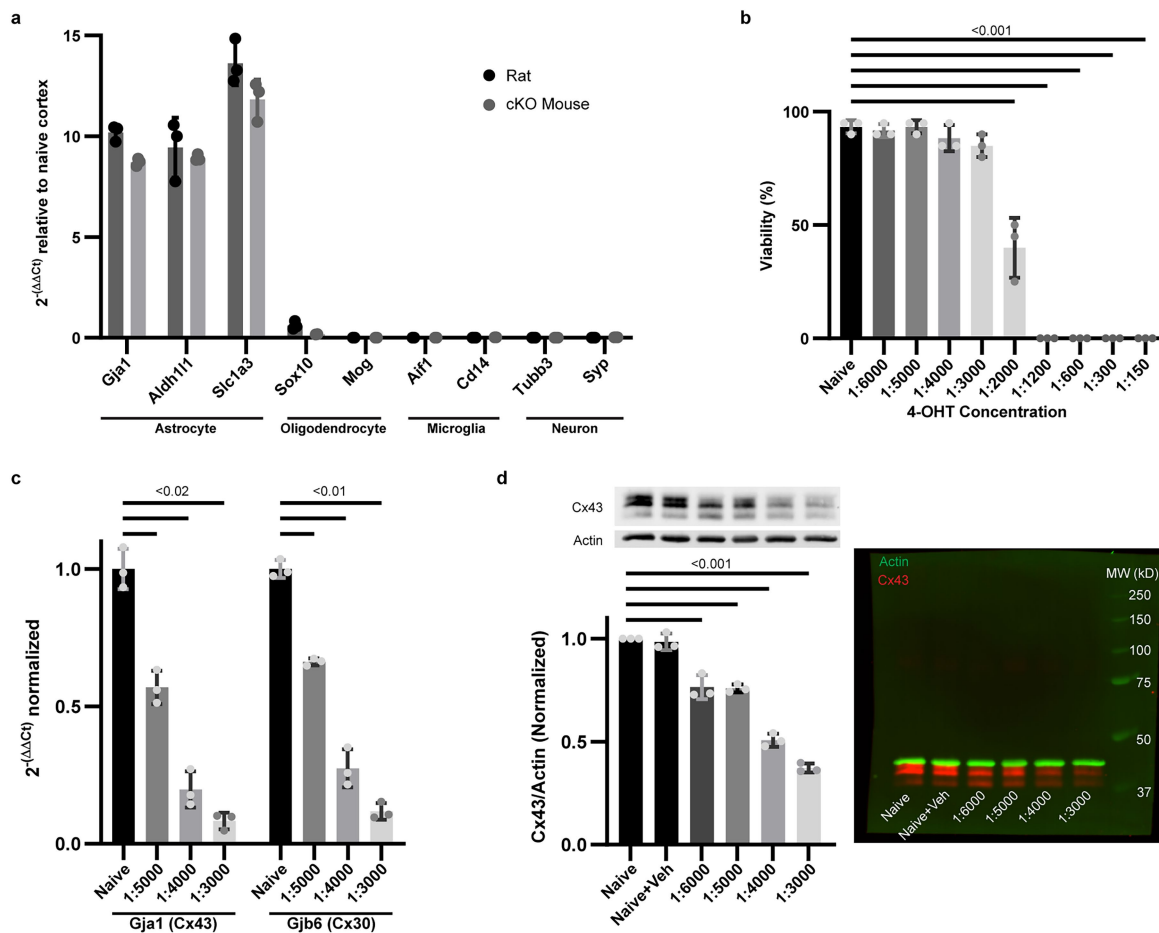 a
2-(ΔΔCt) relative to naive cortex
15
10
5
0
Rat
cKO Mouse
Gja1
Aldh1l1
Slc1a3
Sox10
Mog
Aif1
Cd14
Tubb3
Syp
Astrocyte
Oligodendrocyte
Microglia
Neuron
b
<0.001
Viability (%)
100
50
0
Naive
1:6000
1:5000
1:4000
1:3000
1:2000
1:1200
1:600
1:300
1:150
4-OHT Concentration
c
<0.02
<0.01
2-(ΔΔCt) normalized
1.0
0.5
0.0
Naive
1:5000
1:4000
1:3000
Naive
1:5000
1:4000
1:3000
Gja1 (Cx43)
Gjb6 (Cx30)
d
Cx43
Actin
<0.001
Cx43/Actin (Normalized)
1.0
0.5
0.0
Naive
Naive+Veh
1:6000
1:5000
1:4000
1:3000
Actin
Cx43
MW (kD)
250
150
100
75
50
37
Naive
Naive+Veh
1:6000
1:5000
1:4000
1:3000